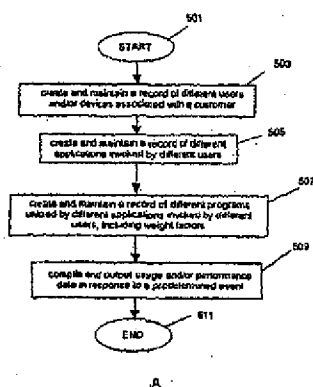 501
START
503
create and maintain a record of different users
and/or devices associated with a customer
505
create and maintain a record of different
applications invoked by different users
507
create and maintain a record of different programs
utilized by different applications invoked by different
users, including weight factors
509
compile and output usage and/or performance
data in response to a predetermined event
END
511